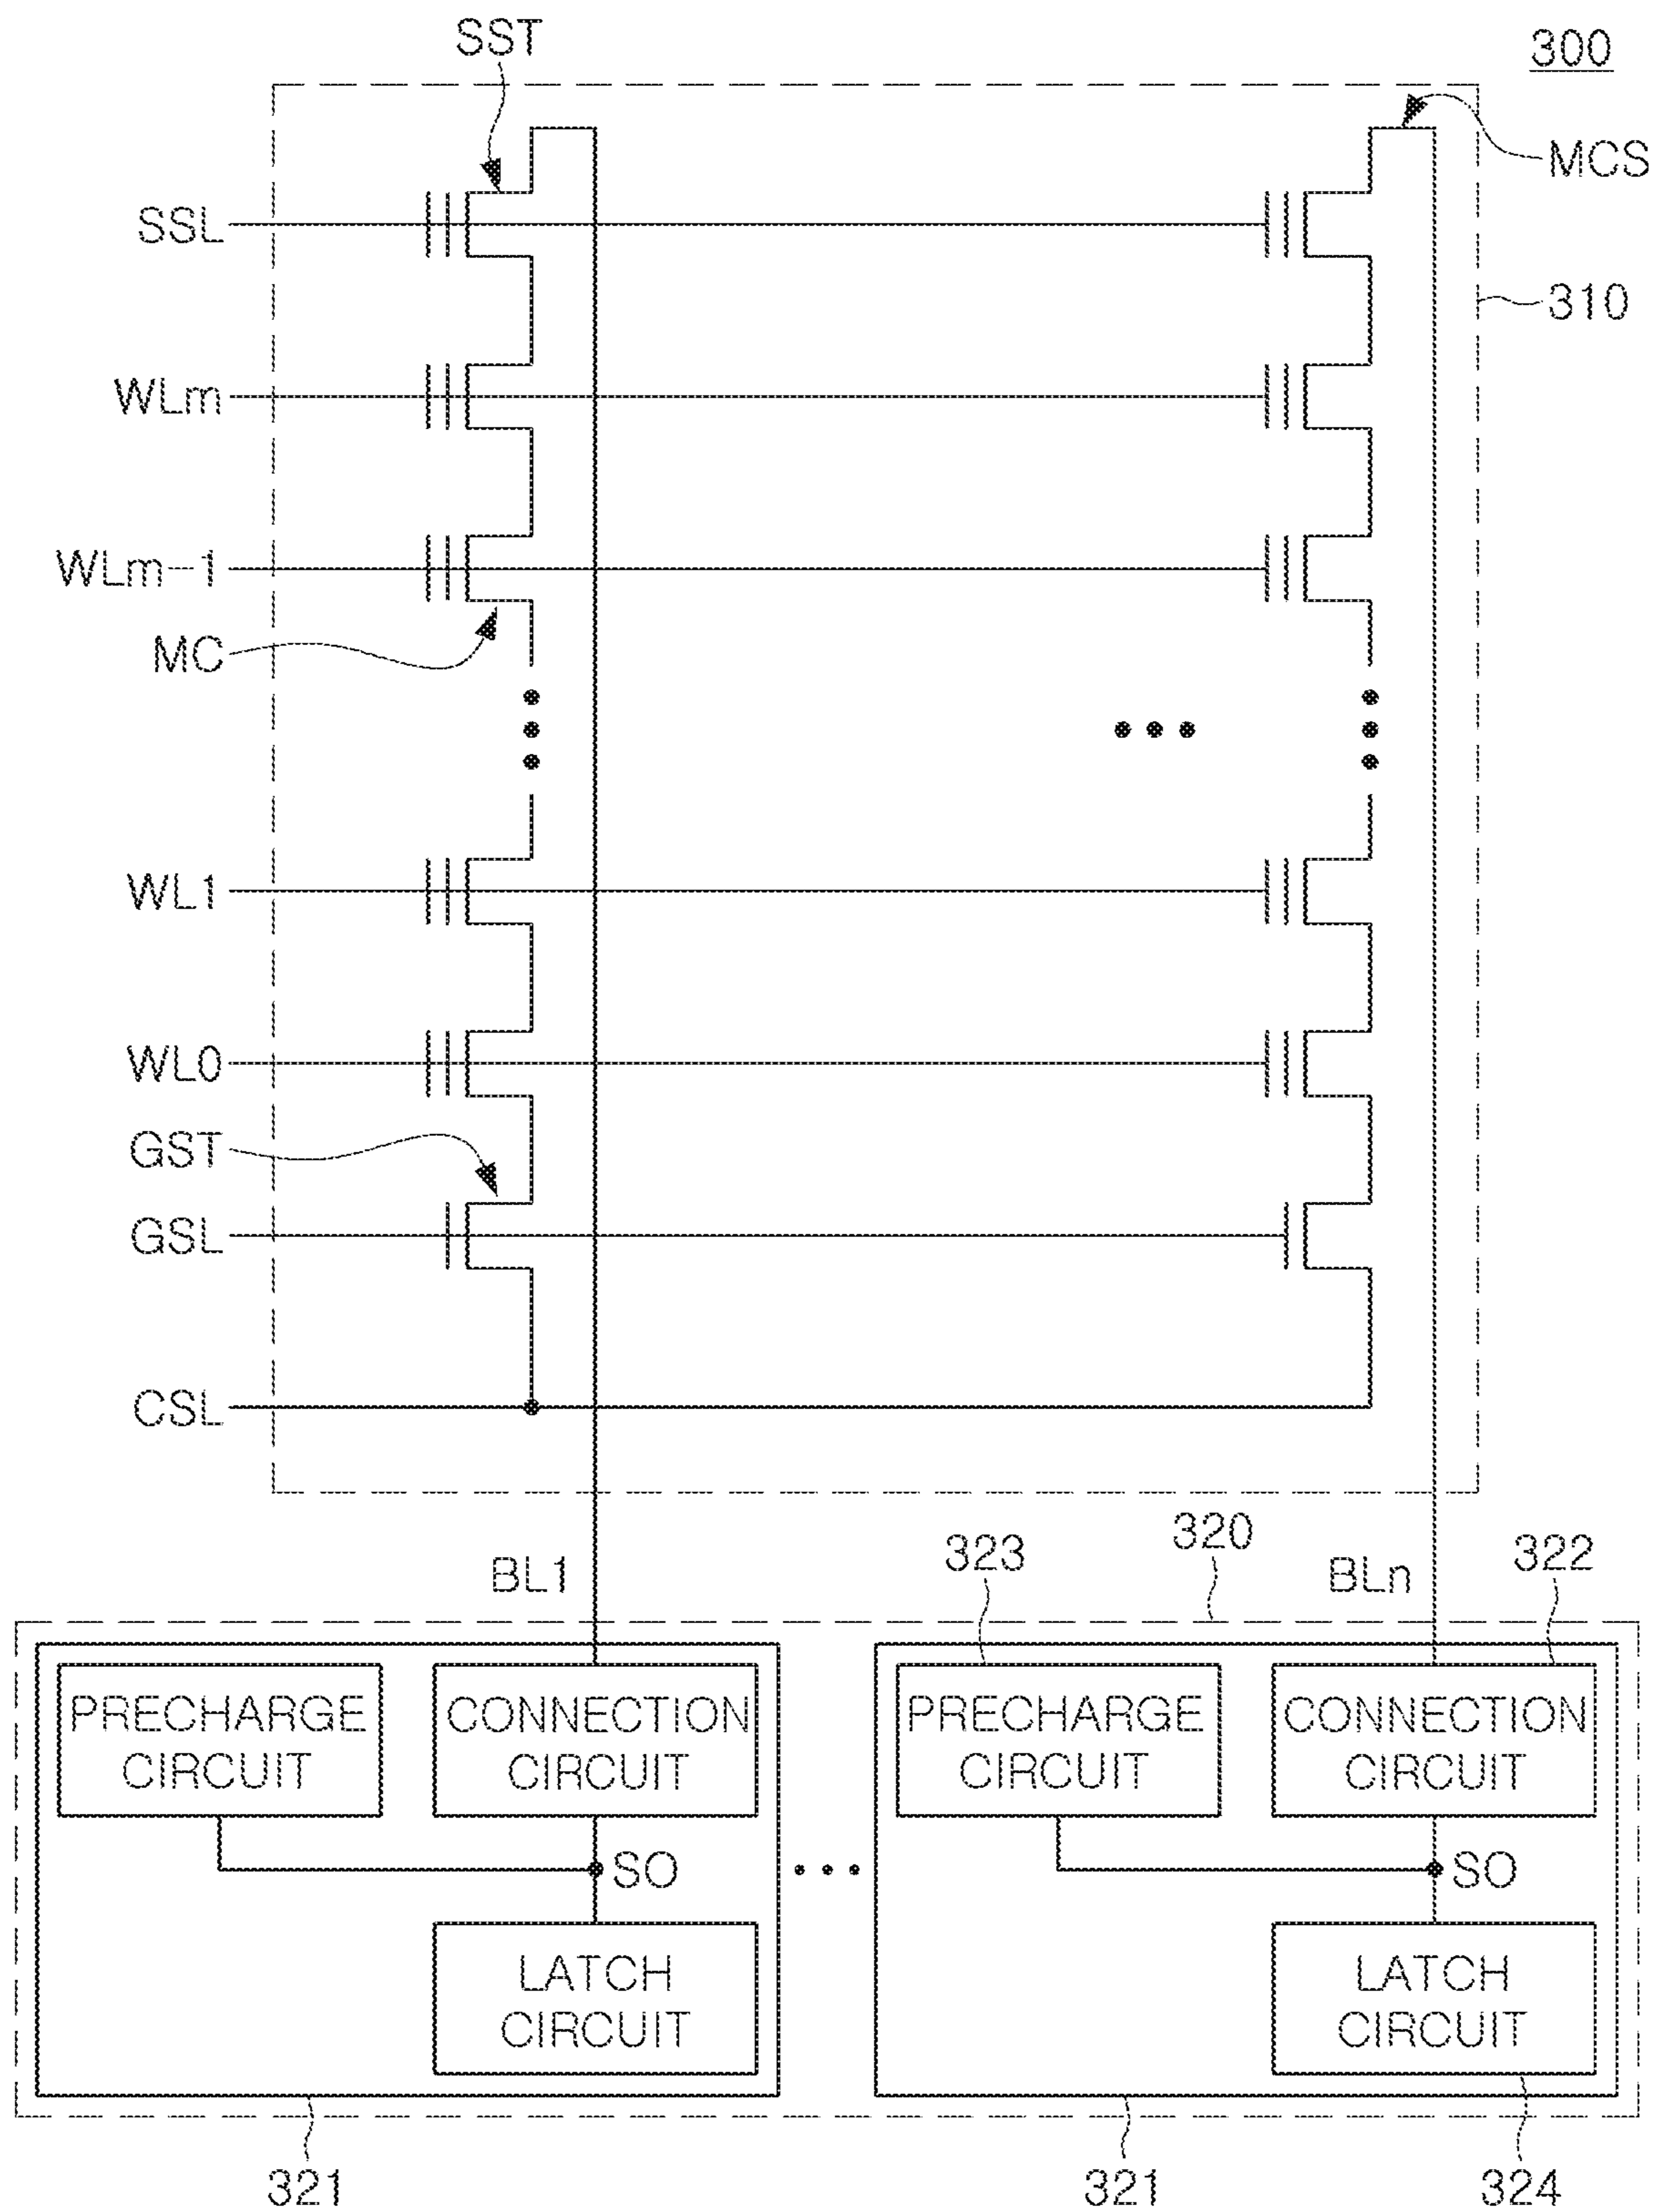 SST
300
MCS
SSL
310
WLm
WLm-1
MC
WL1
WL0
GST
GSL
CSL
BL1
323
320
BLn
322
PRECHARGE
CIRCUIT
CONNECTION
CIRCUIT
PRECHARGE
CIRCUIT
CONNECTION
CIRCUIT
SO
SO
LATCH
CIRCUIT
LATCH
CIRCUIT
321
321
324